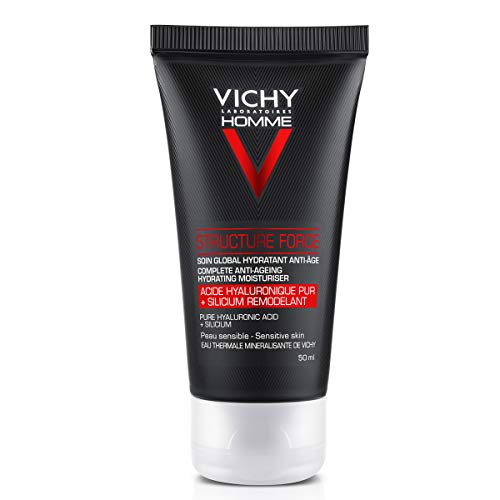 VICHY
LABORATOIRES
HOMME
STRUCTURE FORCE
SOIN GLOBAL HYDRATANT ANTI-ÂGE
COMPLETE ANTI-AGEING
HYDRATING MOISTURISER
ACIDE HYALURONIQUE PUR
+ SILICIUM REMODELANT
PURE HYALURONIC ACID
+ SILICIUM
Peau sensible - Sensitive skin
EAU THERMALE MINERALISANTE DE VICHY
50 ml